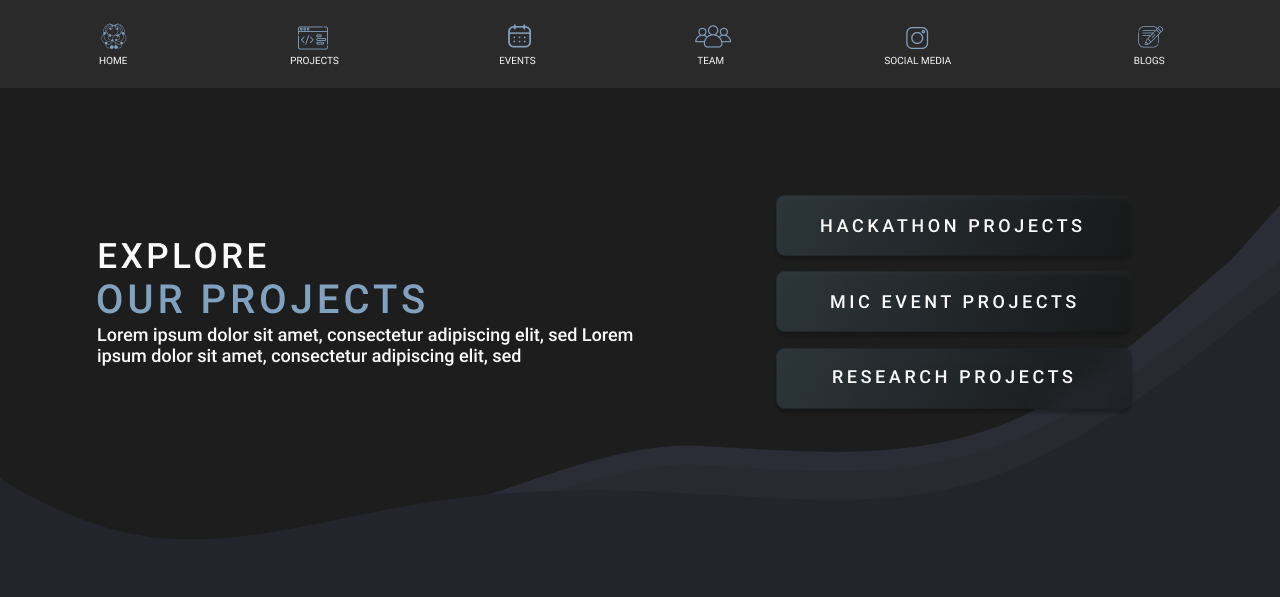 HOME
PROJECTS
EVENTS
TEAM
SOCIAL MEDIA
BLOGS
EXPLORE
OUR PROJECTS
Lorem ipsum dolor sit amet, consectetur adipiscing elit, sed Lorem
ipsum dolor sit amet, consectetur adipiscing elit, sed
HACKATHON PROJECTS
MIC EVENT PROJECTS
RESEARCH PROJECTS